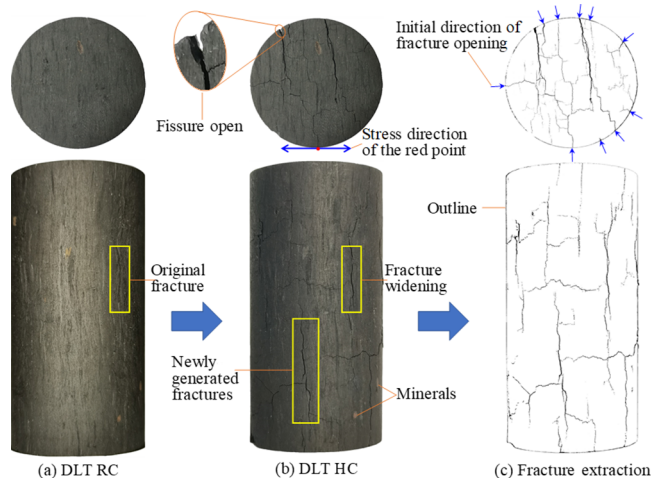 Fissure open
Stress direction
of the red point
Initial direction of
fracture opening
Original
fracture
Fracture
widening
Newly
generated
fractures
Minerals
Outline
(a) DLT RC
(b) DLT HC
(c) Fracture extraction